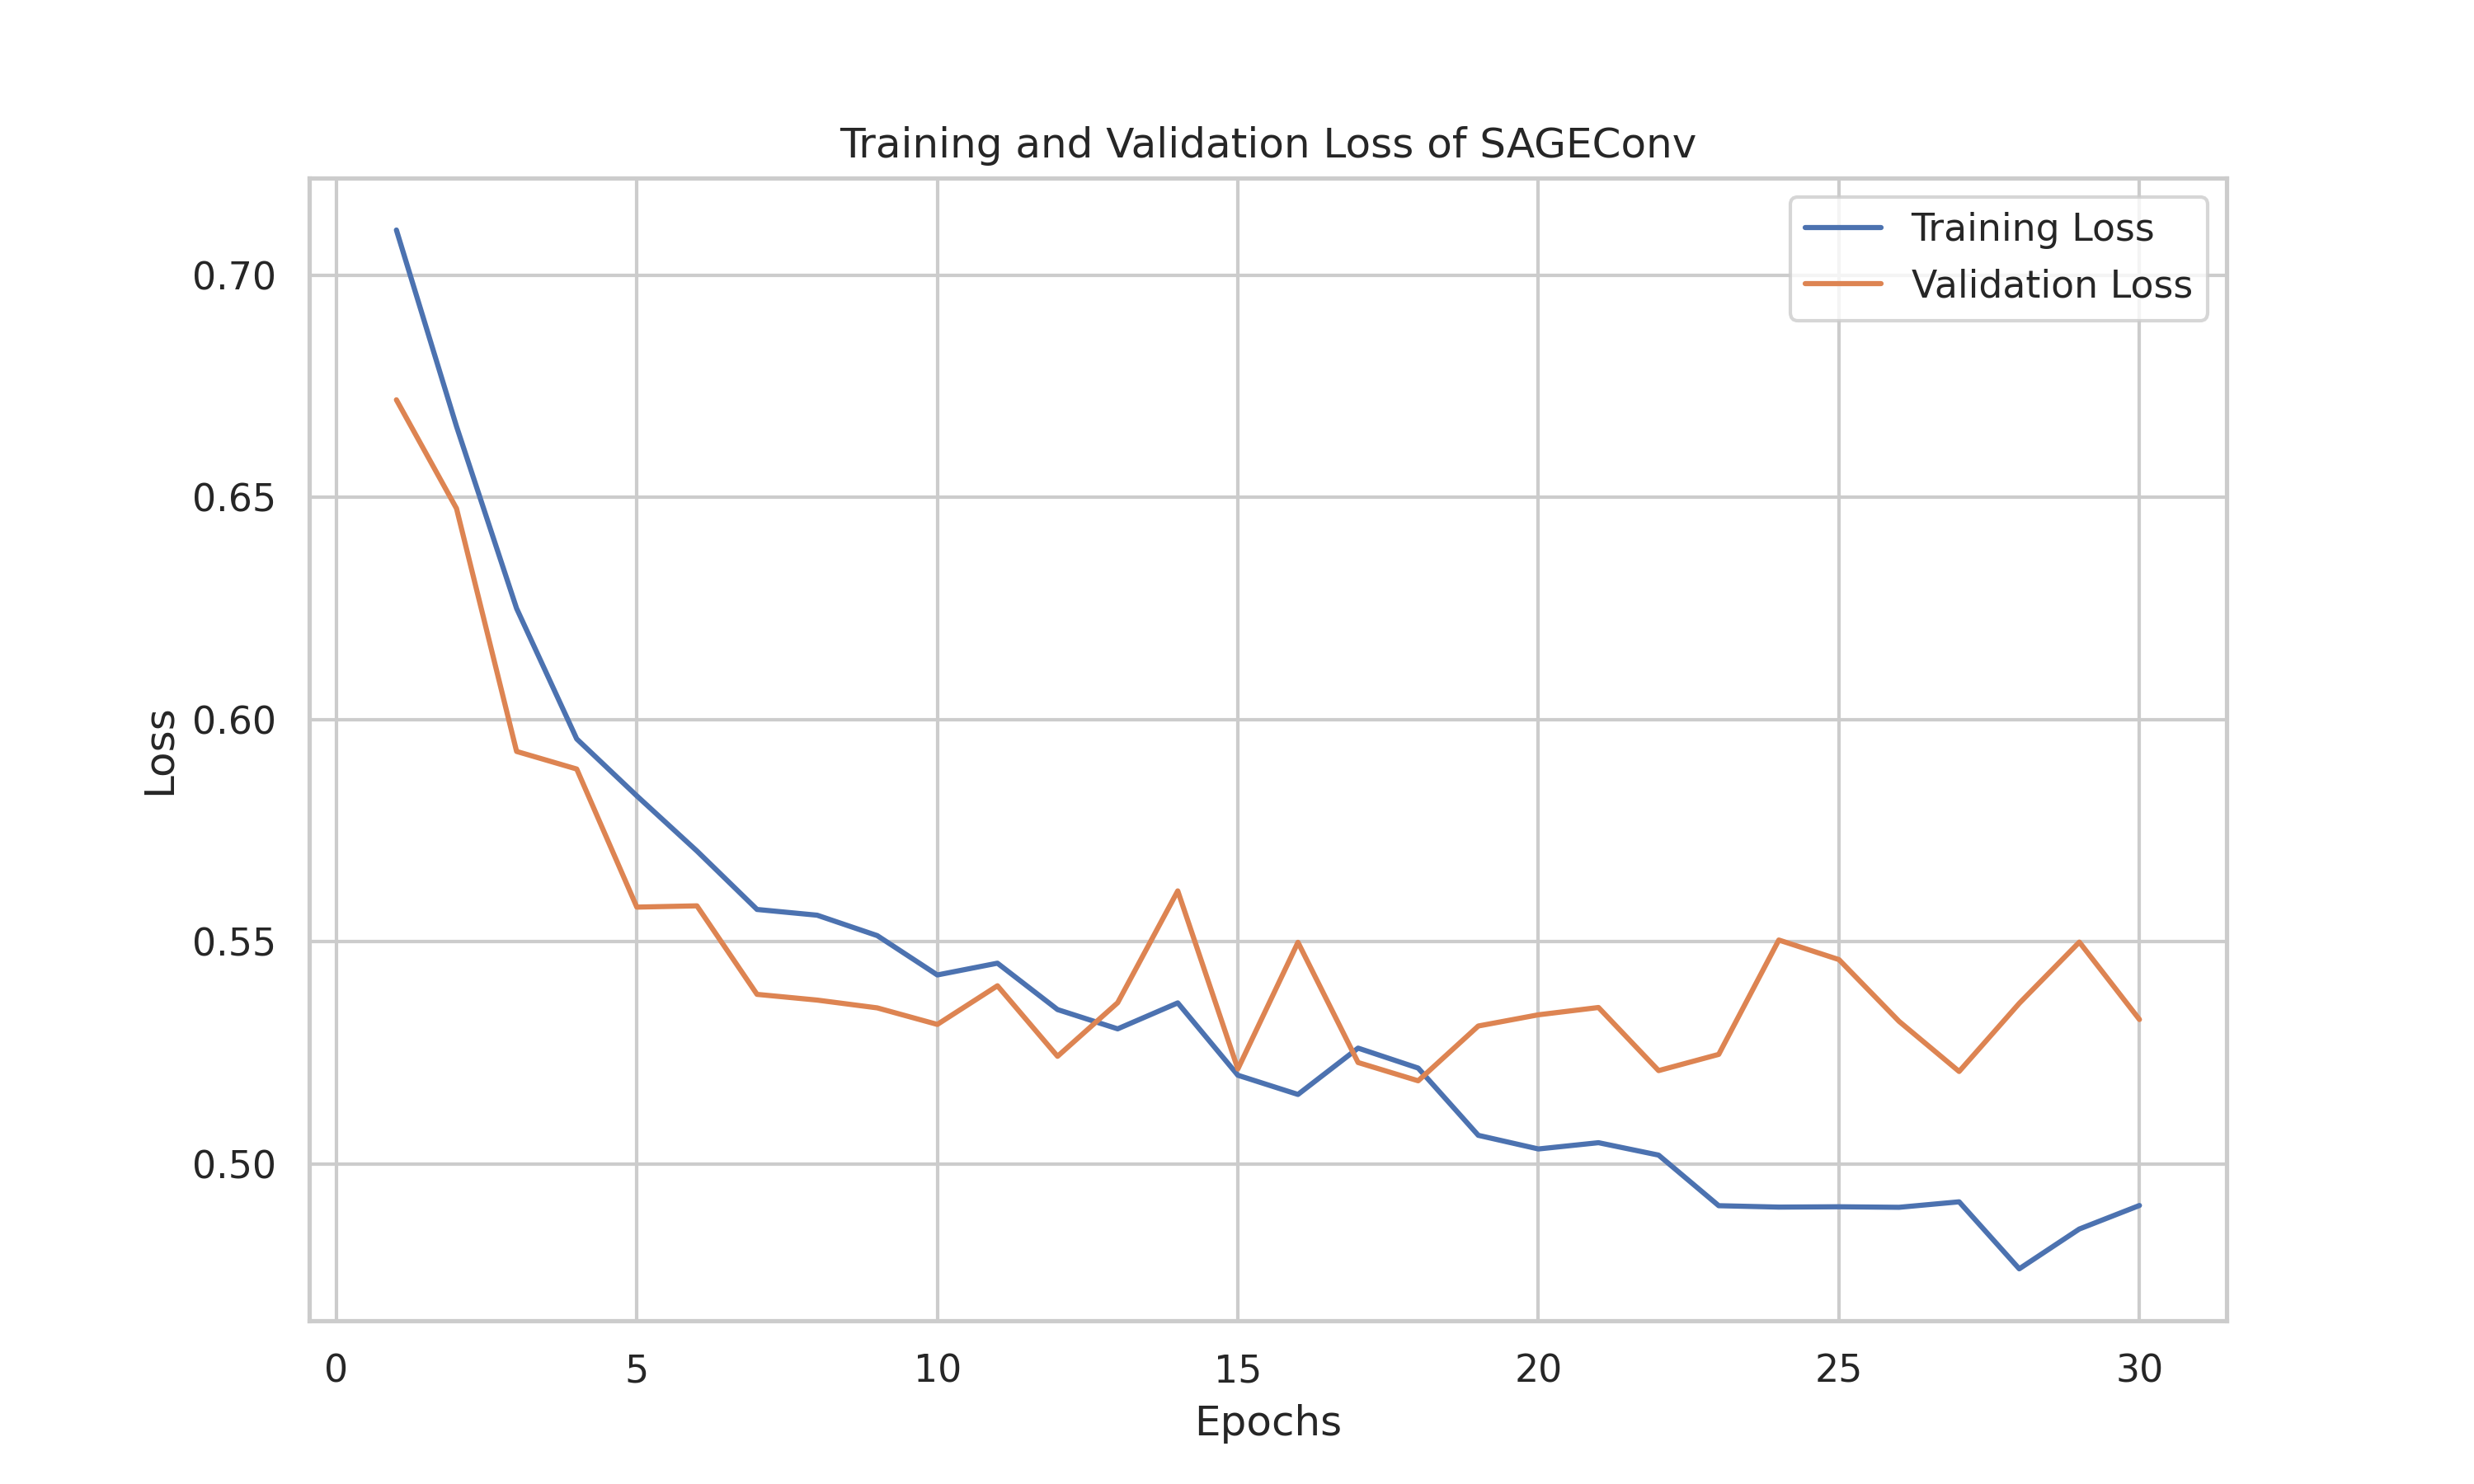 Training and Validation Loss of SAGEConv
Training Loss
Validation Loss
0.70
0.65
0.60
0.55
0.50
Loss
0 5 10 15 20 25 30
Epochs